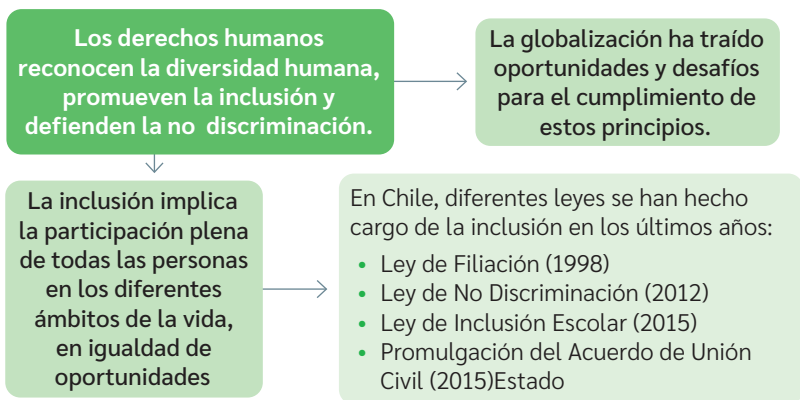 Los derechos humanos
reconocen la diversidad humana,
promueven la inclusión y
defienden la no discriminación.
La globalización ha traído
oportunidades y desafíos
para el cumplimiento de
estos principios.
La inclusión implica
la participación plena
de todas las personas
en los diferentes
ámbitos de la vida,
en igualdad de
oportunidades
En Chile, diferentes leyes se han hecho
cargo de la inclusión en los últimos años:
• Ley de Filiación (1998)
• Ley de No Discriminación (2012)
• Ley de Inclusión Escolar (2015)
• Promulgación del Acuerdo de Unión
Civil (2015)Estado